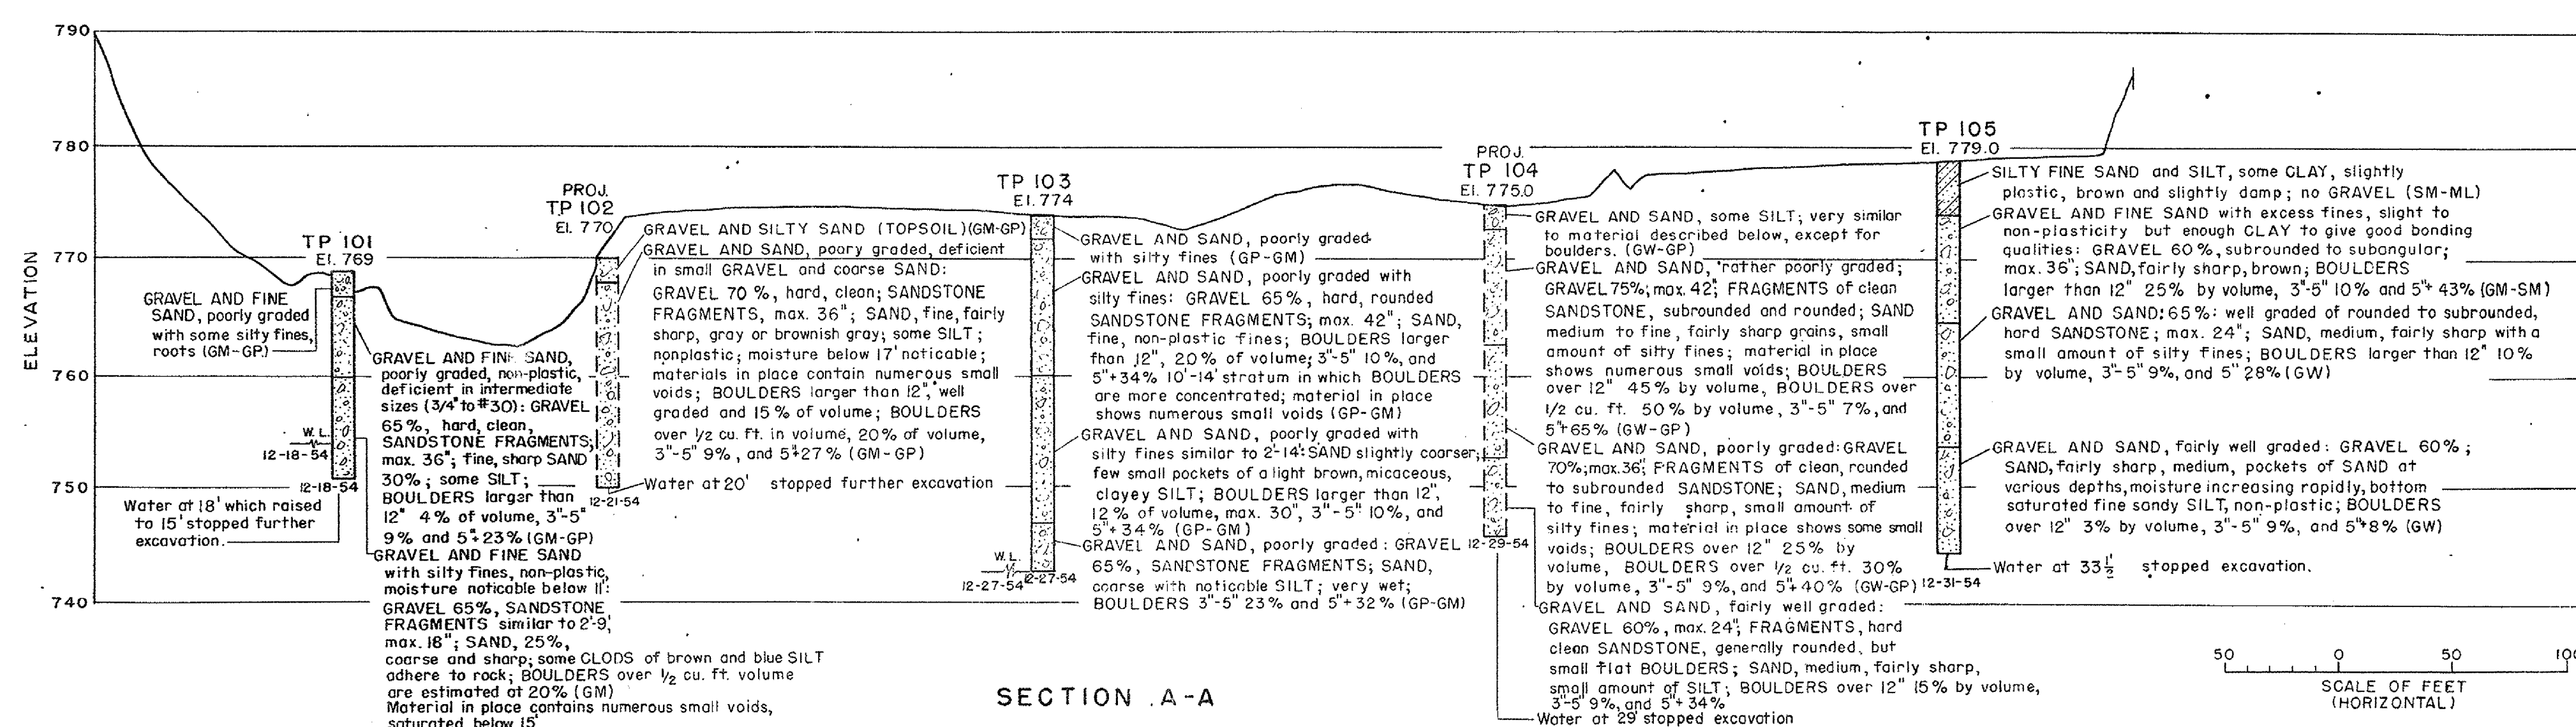 790
780
770
760
750
740
ELEVATION
TP 101
El. 769
GRAVEL AND FINE
SAND, poorly graded
with some silty fines,
roots (GM-GP)
W. L.
12-18-54
12-18-54
Water at 18' which raised
to 15' stopped further
excavation.
GRAVEL AND FINE SAND,
poorly graded, non-plastic,
deficient in intermediate
sizes (3/4" to #30): GRAVEL
65%, hard, clean,
SANDSTONE FRAGMENTS;
max. 36"; fine, sharp SAND
30%; some SILT;
BOULDERS larger than
12" 4% of volume, 3"-5"
9% and 5"+23% (GM-GP)
GRAVEL AND FINE SAND
with silty fines, non-plastic,
moisture noticable below 11':
GRAVEL 65%, SANDSTONE
FRAGMENTS similar to 2'-9',
max. 18"; SAND, 25%,
coarse and sharp; some CLODS of brown and blue SILT
adhere to rock; BOULDERS over 1/2 cu. ft. volume
are estimated at 20% (GM)
Material in place contains numerous small voids,
saturated below 15'
PROJ.
TP 102
El. 770
GRAVEL AND SILTY SAND (TOPSOIL)(GM-GP)
GRAVEL AND SAND, poory graded, deficient
in small GRAVEL and coarse SAND:
GRAVEL 70 %, hard, clean; SANDSTONE
FRAGMENTS, max. 36"; SAND, fine, fairly
sharp, gray or brownish gray; some SILT;
nonplastic; moisture below 17' noticable;
materials in place contain numerous small
voids; BOULDERS larger than 12", well
graded and 15 % of volume; BOULDERS
over 1/2 cu. ft. in volume, 20% of volume,
3"-5" 9%, and 5"+27% (GM-GP)
Water at 20' stopped further excavation
12-21-54
TP 103
El. 774
GRAVEL AND SAND, poorly graded
with silty fines (GP-GM)
GRAVEL AND SAND, poorly graded with
silty fines: GRAVEL 65%, hard, rounded
SANDSTONE FRAGMENTS; max. 42"; SAND,
fine, non-plastic fines; BOULDERS larger
than 12", 20% of volume; 3"-5" 10%, and
5"+34% 10'-14' stratum in which BOULDERS
are more concentrated; material in place
shows numerous small voids (GP-GM)
GRAVEL AND SAND, poorly graded with
silty fines similar to 2'-14': SAND slightly coarser;
few small pockets of a light brown, micaceous,
clayey SILT; BOULDERS larger than 12",
12% of volume, max. 30", 3"-5" 10%, and
5"+34% (GP-GM)
GRAVEL AND SAND, poorly graded: GRAVEL
65%, SANDSTONE FRAGMENTS; SAND,
coarse with noticable SILT; very wet;
BOULDERS 3"-5" 23% and 5"+32% (GP-GM)
W. L.
12-27-54
12-27-54
PROJ.
TP 104
El. 775.0
GRAVEL AND SAND, some SILT; very similar
to material described below, except for
boulders. (GW-GP)
GRAVEL AND SAND, rather poorly graded;
GRAVEL 75%; max. 42"; FRAGMENTS of clean
SANDSTONE, subrounded and rounded; SAND
medium to fine, fairly sharp grains, small
amount of silty fines; material in place
shows numerous small voids; BOULDERS
over 12" 45% by volume, BOULDERS over
1/2 cu. ft. 50% by volume, 3"-5" 7%, and
5"+65% (GW-GP)
GRAVEL AND SAND, poorly graded: GRAVEL
70%; max. 36"; FRAGMENTS of clean, rounded
to subrounded SANDSTONE; SAND, medium
to fine, fairly sharp, small amount of
silty fines; material in place shows some small
voids; BOULDERS over 12" 25% by
volume, BOULDERS over 1/2 cu. ft. 30%
by volume, 3"-5" 9%, and 5"+40% (GW-GP)
GRAVEL AND SAND, fairly well graded:
GRAVEL 60%, max. 24"; FRAGMENTS, hard
clean SANDSTONE, generally rounded, but
small flat BOULDERS; SAND, medium, fairly sharp,
small amount of SILT; BOULDERS over 12" 15% by volume,
3"-5" 9%, and 5"+34%
Water at 29' stopped excavation
12-29-54
TP 105
El. 779.0
SILTY FINE SAND and SILT, some CLAY, slightly
plastic, brown and slightly damp; no GRAVEL (SM-ML)
GRAVEL AND FINE SAND with excess fines, slight to
non-plasticity but enough CLAY to give good bonding
qualities: GRAVEL 60%, subrounded to subangular;
max. 36"; SAND, fairly sharp, brown; BOULDERS
larger than 12" 25% by volume, 3"-5" 10% and 5"+ 43% (GM-SM)
GRAVEL AND SAND: 65%: well graded of rounded to subrounded,
hard SANDSTONE; max. 24"; SAND, medium, fairly sharp with a
small amount of silty fines; BOULDERS larger than 12" 10%
by volume, 3"-5" 9%, and 5" 28% (GW)
GRAVEL AND SAND, fairly well graded: GRAVEL 60%;
SAND, fairly sharp, medium, pockets of SAND at
various depths, moisture increasing rapidly, bottom
saturated fine sandy SILT, non-plastic; BOULDERS
over 12" 3% by volume, 3"-5" 9%, and 5"+8% (GW)
Water at 33 1/2' stopped excavation.
12-31-54
SECTION A-A
50 0 50 100
SCALE OF FEET
(HORIZONTAL)